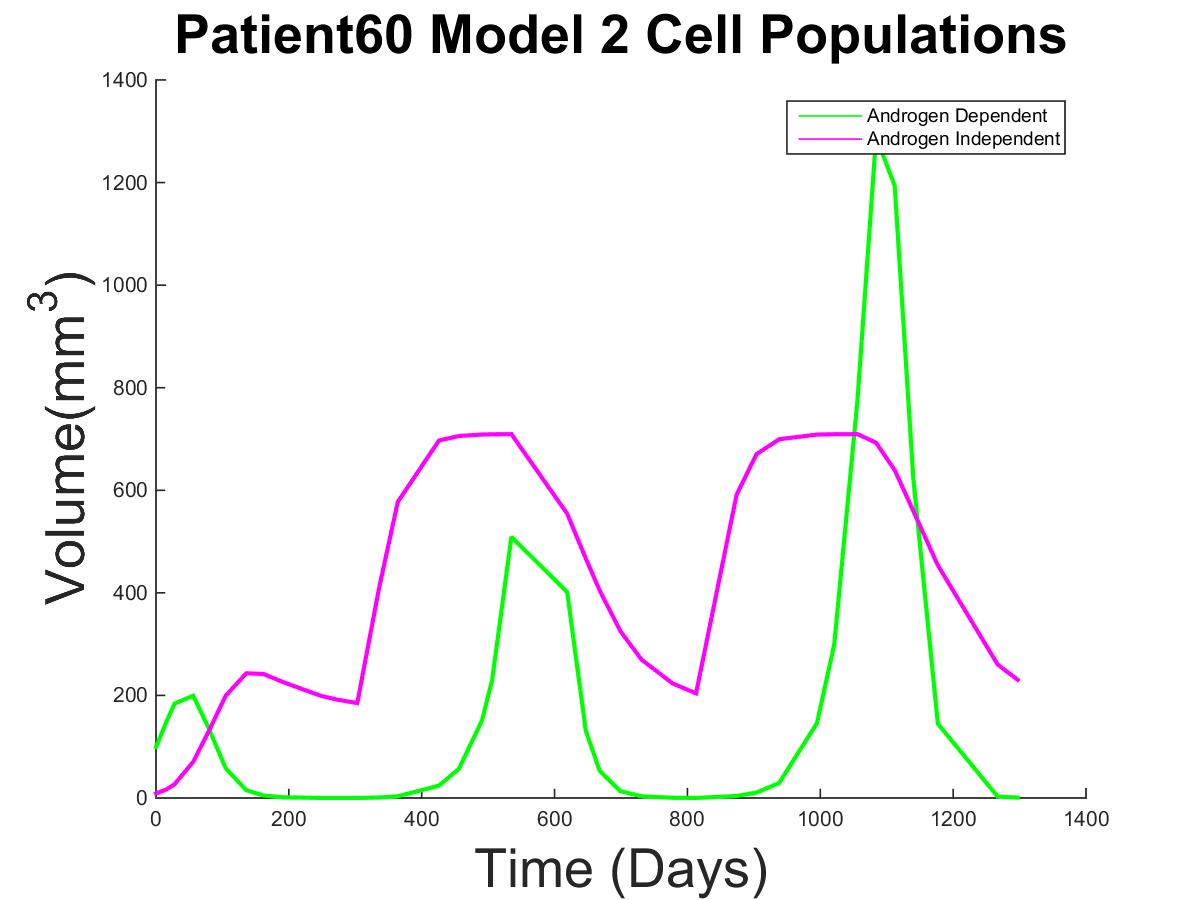 Patient60 Model 2 Cell Populations
Androgen Dependent
Androgen Independent
1400
1200
1000
800
600
400
200
0
Volume(mm³)
0 200 400 600 800 1000 1200 1400
Time (Days)